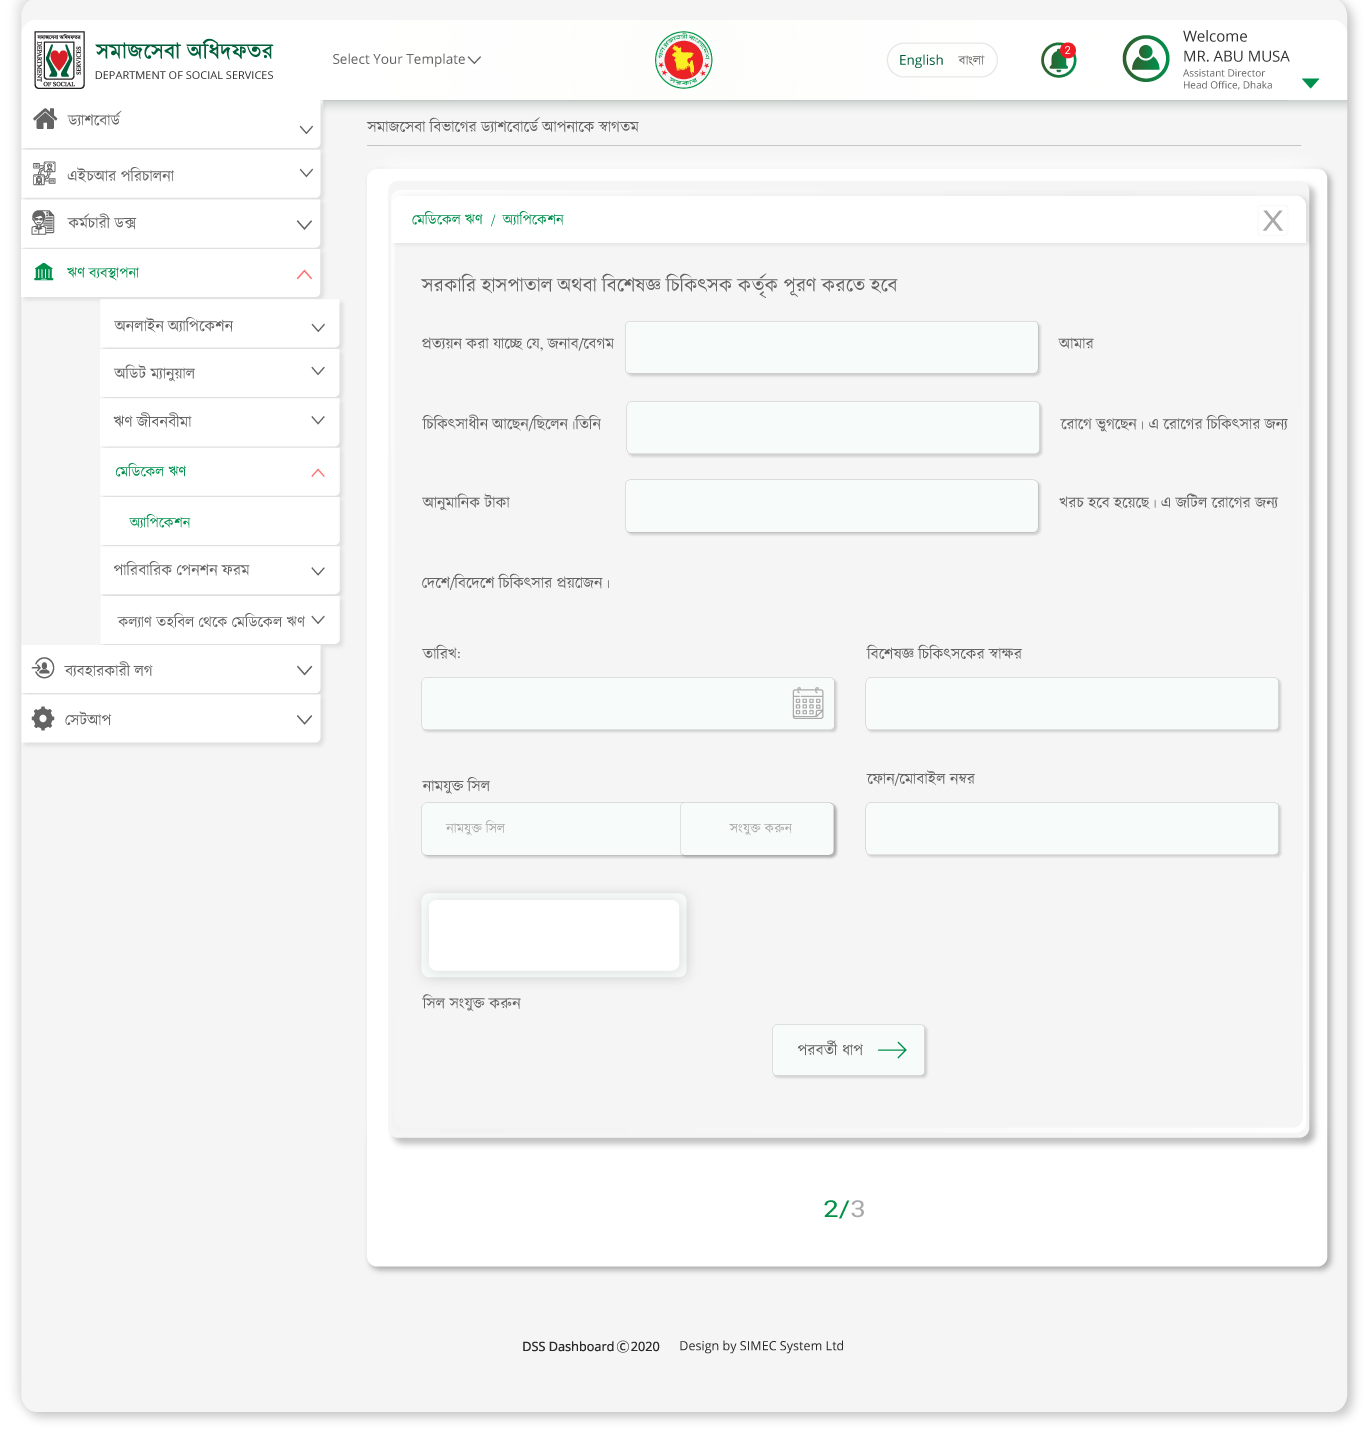 সমাজসেবা অধিদফতর
DEPARTMENT OF SOCIAL SERVICES
Select Your Template
English বাংলা
2
Welcome
MR. ABU MUSA
Assistant Director
Head Office, Dhaka
ড্যাশবোর্ড
এইচআর পরিচালনা
কর্মচারী ডক্স
ঋণ ব্যবস্থাপনা
অনলাইন অ্যাপিকেশন
অডিট ম্যানুয়াল
ঋণ জীবনবীমা
মেডিকেল ঋণ
অ্যাপিকেশন
পারিবারিক পেনশন ফরম
কল্যাণ তহবিল থেকে মেডিকেল ঋণ
ব্যবহারকারী লগ
সেটআপ
সমাজসেবা বিভাগের ড্যাশবোর্ডে আপনাকে স্বাগতম
মেডিকেল ঋণ / অ্যাপিকেশন
X
সরকারি হাসপাতাল অথবা বিশেষজ্ঞ চিকিৎসক কর্তৃক পূরণ করতে হবে
প্রত্যয়ন করা যাচ্ছে যে, জনাব/বেগম আমার
চিকিৎসাধীন আছেন/ছিলেন।তিনি রোগে ভুগছেন। এ রোগের চিকিৎসার জন্য
আনুমানিক টাকা খরচ হবে হয়েছে। এ জটিল রোগের জন্য
দেশে/বিদেশে চিকিৎসার প্রয়জেন।
তারিখ: বিশেষজ্ঞ চিকিৎসকের স্বাক্ষর
নামযুক্ত সিল ফোন/মোবাইল নম্বর
নামযুক্ত সিল সংযুক্ত করুন
সিল সংযুক্ত করুন
পরবর্তী ধাপ
2/3
DSS Dashboard ©2020 Design by SIMEC System Ltd